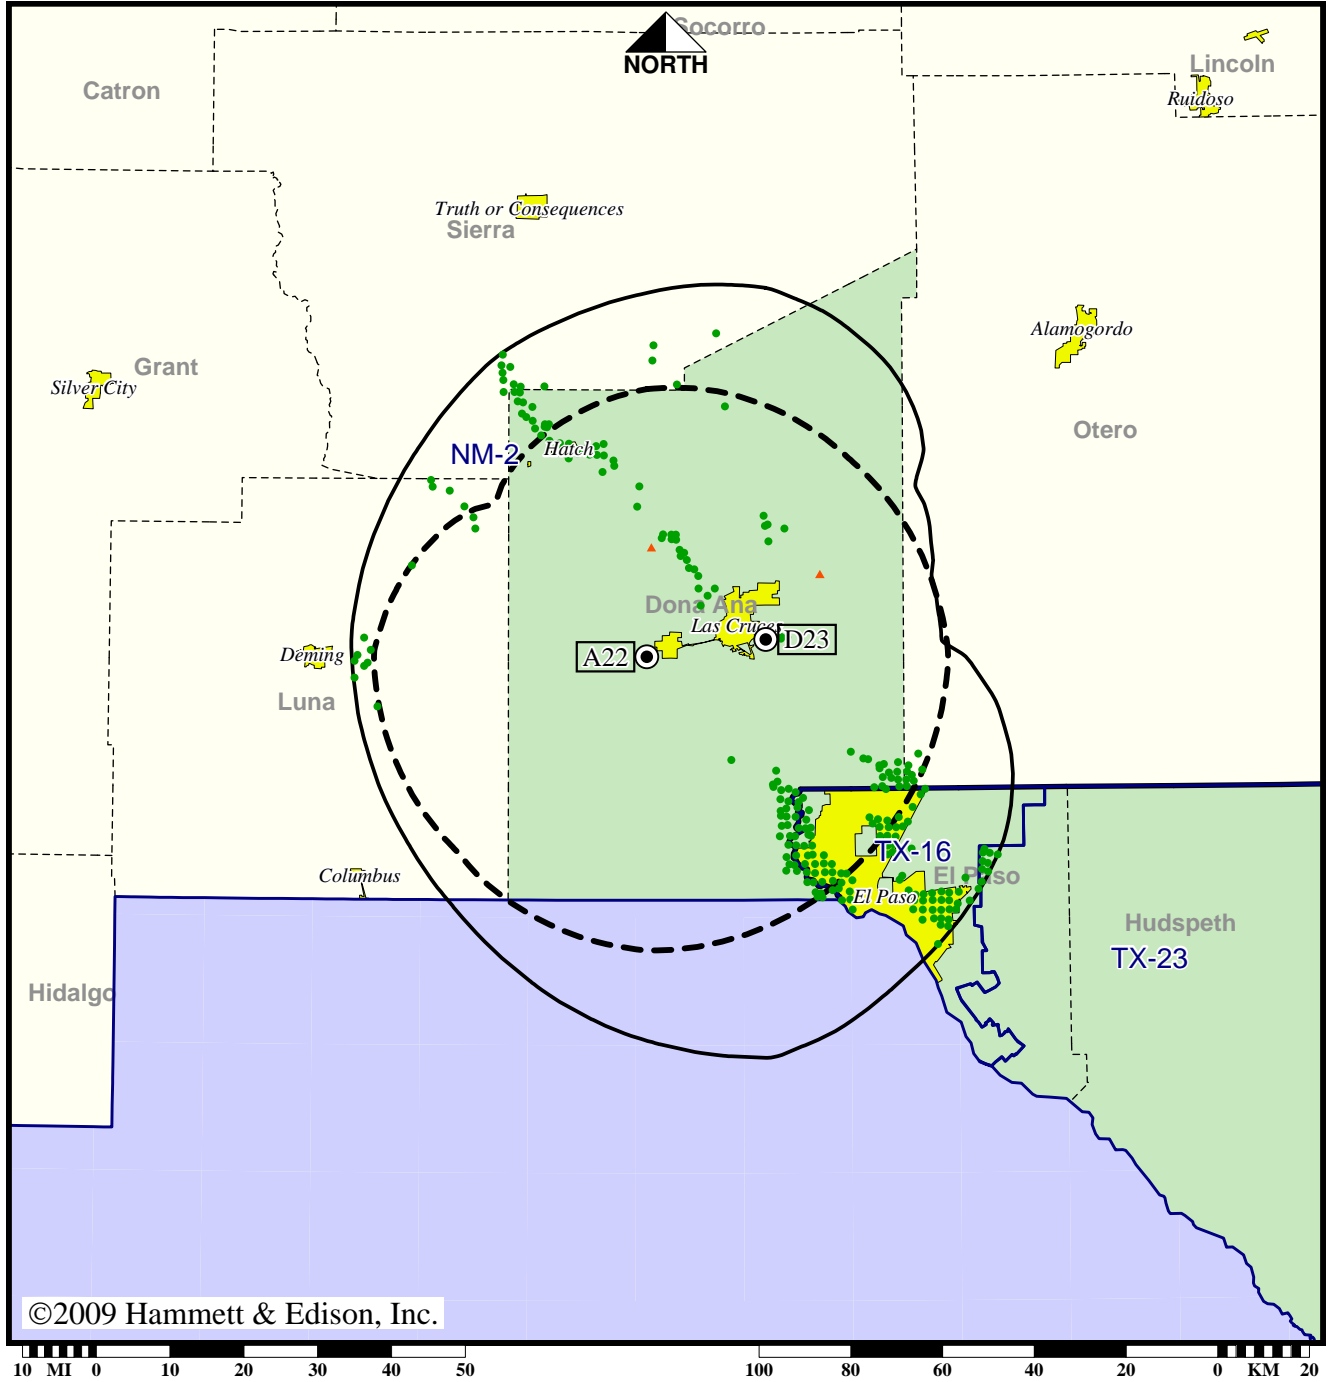 Socorro
NORTH
Lincoln
Catron
Ruidoso
Truth or Consequences
Sierra
Alamogordo
Grant
Silver City
Otero
NM-2
Hatch
Dona Ana
Las Cruces
D23
A22
Deming
Luna
TX-16
Columbus
El Paso
El Paso
Hudspeth
TX-23
Hidalgo
©2009 Hammett & Edison, Inc.
10 MI 0 10 20 30 40 50 100 80 60 40 20 0 KM 20